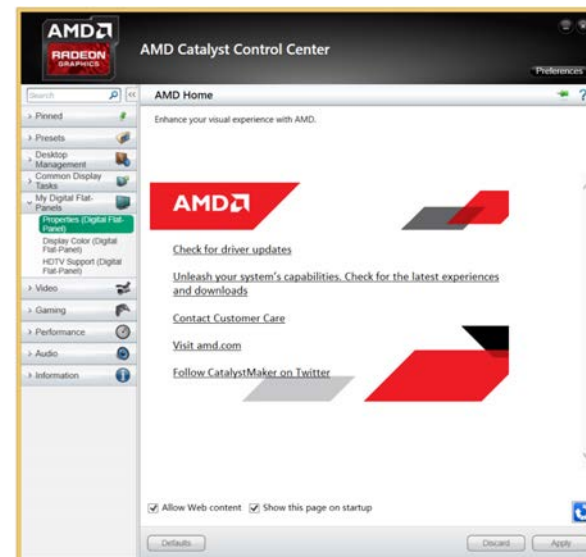 AMD
RADEON
GRAPHICS
AMD Catalyst Control Center
Preferences
Search
AMD Home
?
Pinned
Presets
Desktop
Management
Common Display
Tasks
My Digital Flat-
Panels
Properties (Digital Flat-
Panel)
Display Color (Digital
Flat-Panel)
HDTV Support (Digital
Flat-Panel)
Video
Gaming
Performance
Audio
Information
Enhance your visual experience with AMD.
AMD
Check for driver updates
Unleash your system's capabilities. Check for the latest experiences
and downloads
Contact Customer Care
Visit amd.com
Follow CatalystMaker on Twitter
Allow Web content Show this page on startup
Defaults Discard Apply